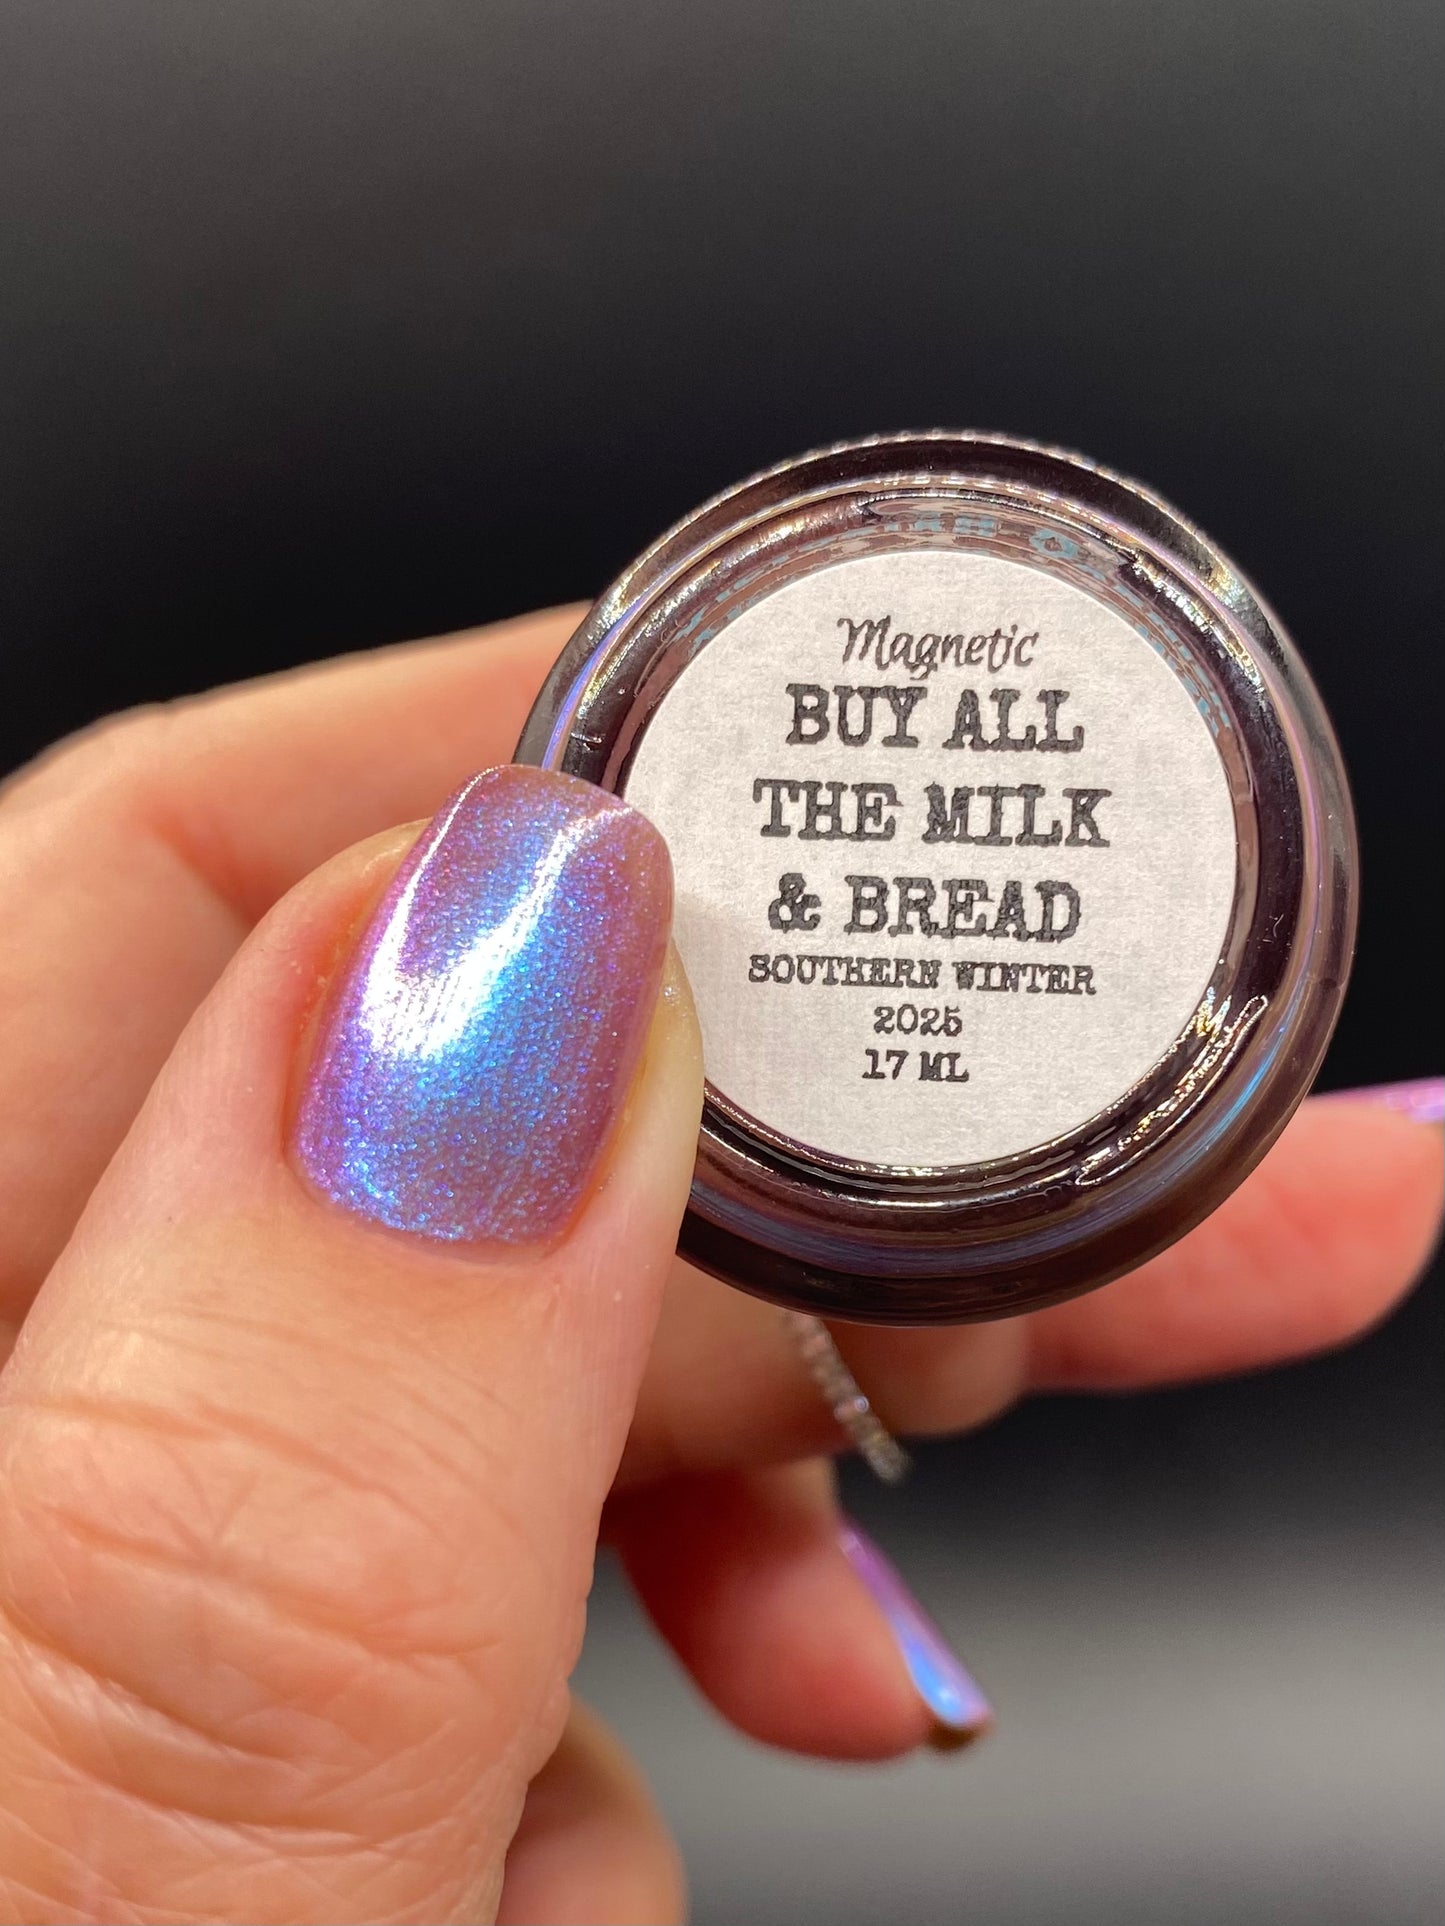 Magnetic
BUY ALL
THE MILK
& BREAD
SOUTHERN WINTER
2025
17 ML